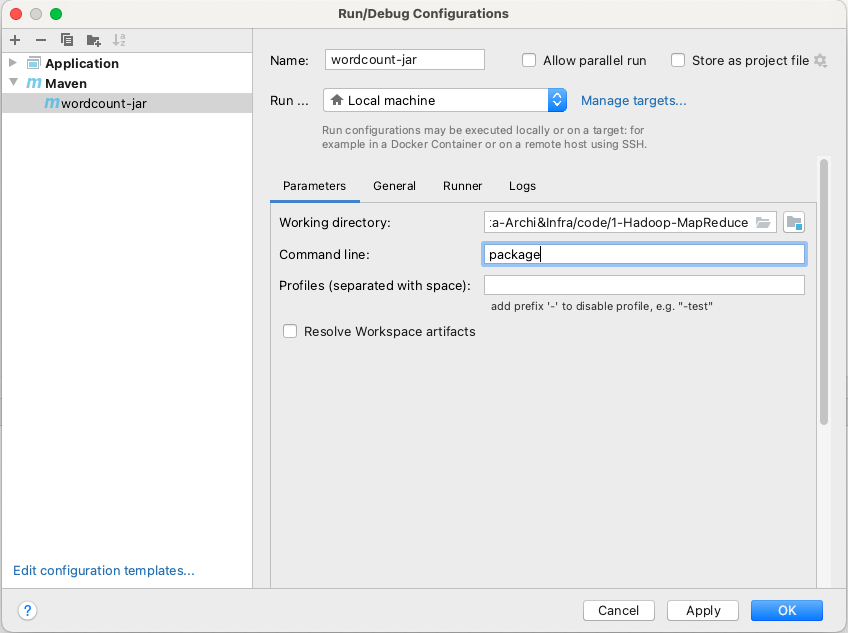 Run/Debug Configurations
Application
Maven
wordcount-jar
Edit configuration templates...
Name: wordcount-jar Allow parallel run Store as project file
Run ... Local machine Manage targets...
Run configurations may be executed locally or on a target: for
example in a Docker Container or on a remote host using SSH.
Parameters General Runner Logs
Working directory: :a-Archi&Infra/code/1-Hadoop-MapReduce
Command line: package
Profiles (separated with space):
add prefix '-' to disable profile, e.g. "-test"
Resolve Workspace artifacts
? Cancel Apply OK